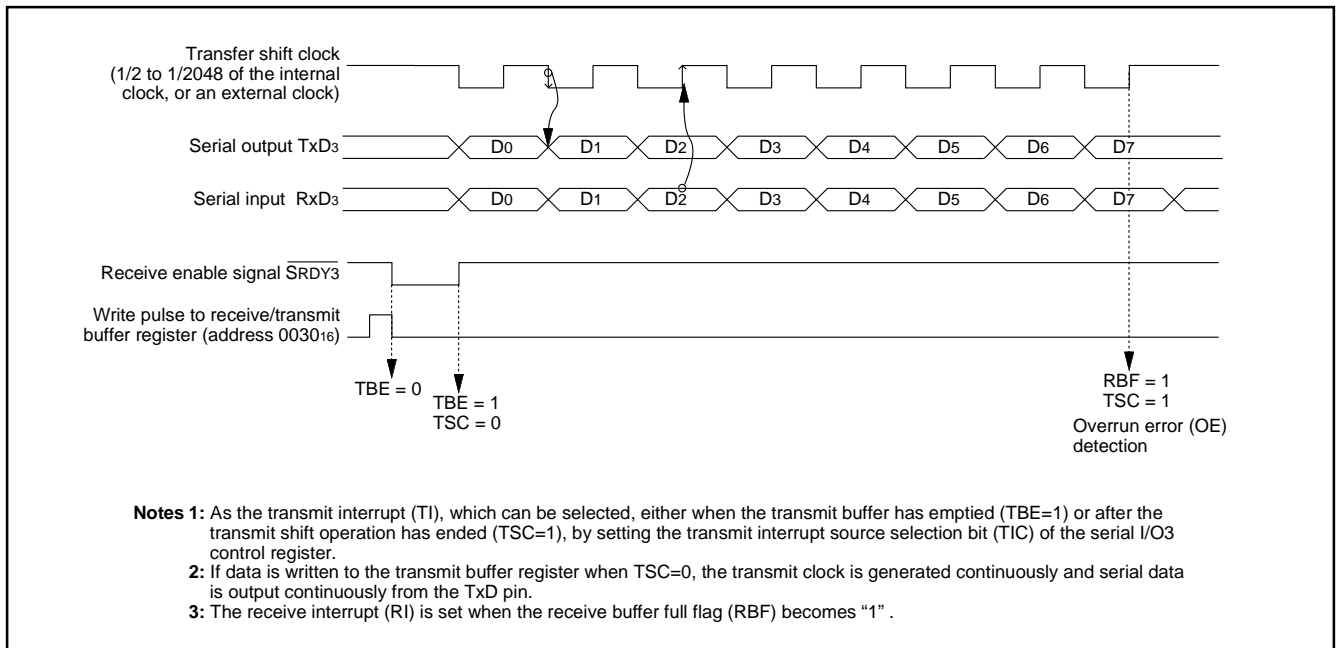 Transfer shift clock
(1/2 to 1/2048 of the internal
clock, or an external clock)
Serial output TxD3
D0 D1 D2 D3 D4 D5 D6 D7
Serial input RxD3
D0 D1 D2 D3 D4 D5 D6 D7
Receive enable signal SRDY3
Write pulse to receive/transmit
buffer register (address 003016)
TBE = 0
TBE = 1
TSC = 0
RBF = 1
TSC = 1
Overrun error (OE)
detection
Notes 1: As the transmit interrupt (TI), which can be selected, either when the transmit buffer has emptied (TBE=1) or after the
transmit shift operation has ended (TSC=1), by setting the transmit interrupt source selection bit (TIC) of the serial I/O3
control register.
2: If data is written to the transmit buffer register when TSC=0, the transmit clock is generated continuously and serial data
is output continuously from the TxD pin.
3: The receive interrupt (RI) is set when the receive buffer full flag (RBF) becomes “1” .